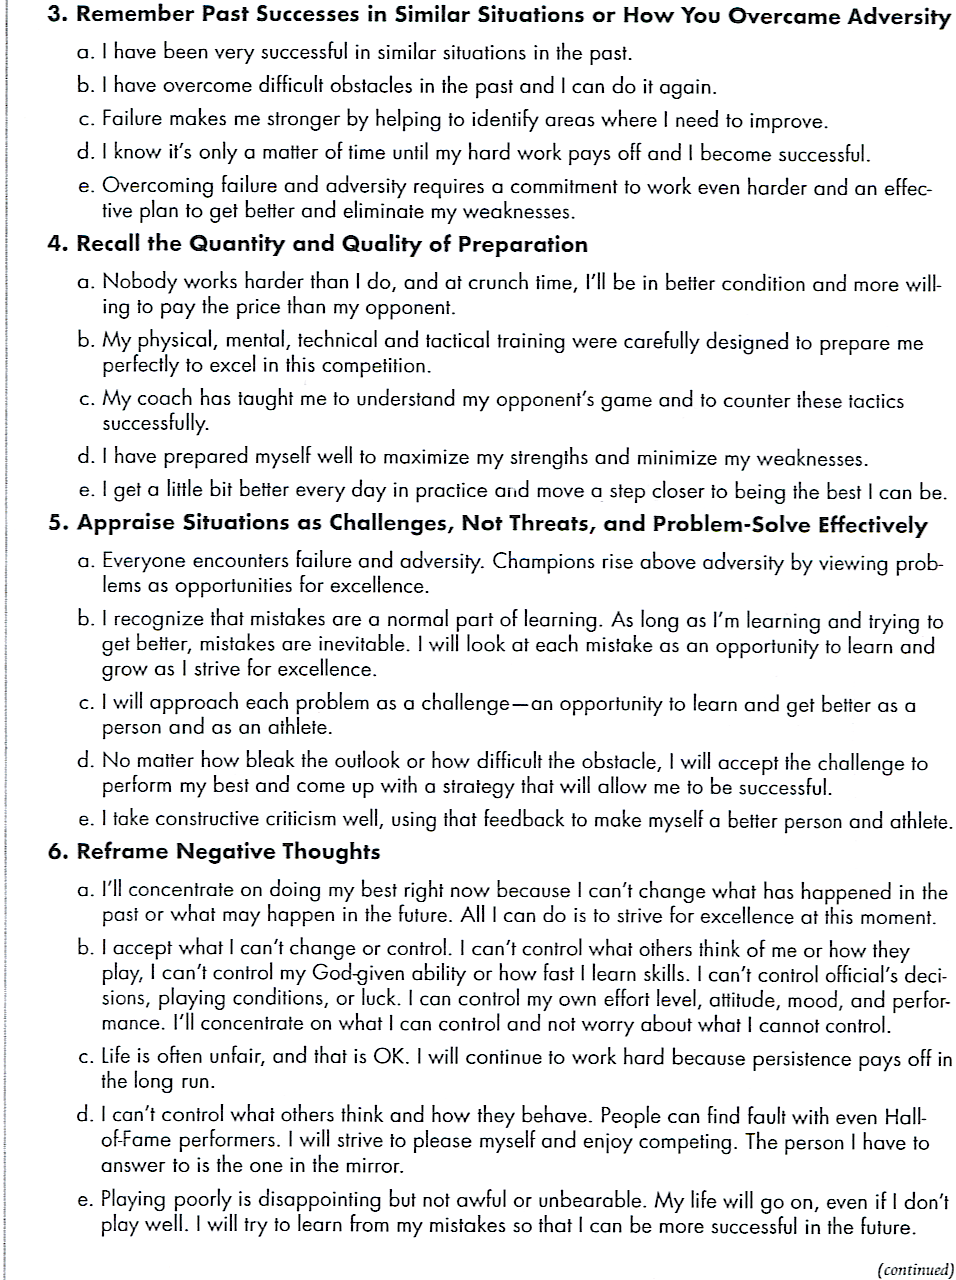 3. Remember Past Successes in Similar Situations or How You Overcame Adversity
a. I have been very successful in similar situations in the past.
b. I have overcome difficult obstacles in the past and I can do it again.
c. Failure makes me stronger by helping to identify areas where I need to improve.
d. I know it's only a matter of time until my hard work pays off and I become successful.
e. Overcoming failure and adversity requires a commitment to work even harder and an effec-
tive plan to get better and eliminate my weaknesses.
4. Recall the Quantity and Quality of Preparation
a. Nobody works harder than I do, and at crunch time, I'll be in better condition and more will-
ing to pay the price than my opponent.
b. My physical, mental, technical and tactical training were carefully designed to prepare me
perfectly to excel in this competition.
c. My coach has taught me to understand my opponent's game and to counter these tactics
successfully.
d. I have prepared myself well to maximize my strengths and minimize my weaknesses.
e. I get a little bit better every day in practice and move a step closer to being the best I can be.
5. Appraise Situations as Challenges, Not Threats, and Problem-Solve Effectively
a. Everyone encounters failure and adversity. Champions rise above adversity by viewing prob-
lems as opportunities for excellence.
b. I recognize that mistakes are a normal part of learning. As long as I'm learning and trying to
get better, mistakes are inevitable. I will look at each mistake as an opportunity to learn and
grow as I strive for excellence.
c. I will approach each problem as a challenge—an opportunity to learn and get better as a
person and as an athlete.
d. No matter how bleak the outlook or how difficult the obstacle, I will accept the challenge to
perform my best and come up with a strategy that will allow me to be successful.
e. I take constructive criticism well, using that feedback to make myself a better person and athlete.
6. Reframe Negative Thoughts
a. I'll concentrate on doing my best right now because I can't change what has happened in the
past or what may happen in the future. All I can do is to strive for excellence at this moment.
b. I accept what I can't change or control. I can't control what others think of me or how they
play, I can't control my God-given ability or how fast I learn skills. I can't control official's deci-
sions, playing conditions, or luck. I can control my own effort level, attitude, mood, and perfor-
mance. I'll concentrate on what I can control and not worry about what I cannot control.
c. Life is often unfair, and that is OK. I will continue to work hard because persistence pays off in
the long run.
d. I can't control what others think and how they behave. People can find fault with even Hall-
of-Fame performers. I will strive to please myself and enjoy competing. The person I have to
answer to is the one in the mirror.
e. Playing poorly is disappointing but not awful or unbearable. My life will go on, even if I don't
play well. I will try to learn from my mistakes so that I can be more successful in the future.
(continued)